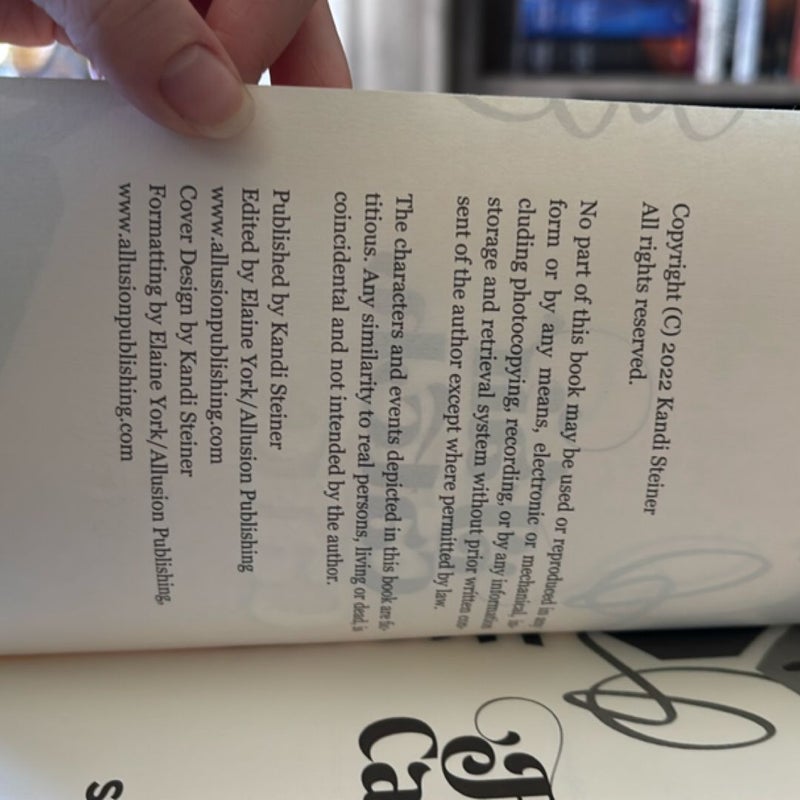 Copyright (C) 2022 Kandi Steiner
All rights reserved.
No part of this book may be used or reproduced in any
form or by any means, electronic or mechanical, in-
cluding photocopying, recording, or by any information
storage and retrieval system without prior written con-
sent of the author except where permitted by law.
The characters and events depicted in this book are fic-
titious. Any similarity to real persons, living or dead, is
coincidental and not intended by the author.
Published by Kandi Steiner
Edited by Elaine York/Allusion Publishing
www.allusionpublishing.com
Cover Design by Kandi Steiner
Formatting by Elaine York/Allusion Publishing,
www.allusionpublishing.com